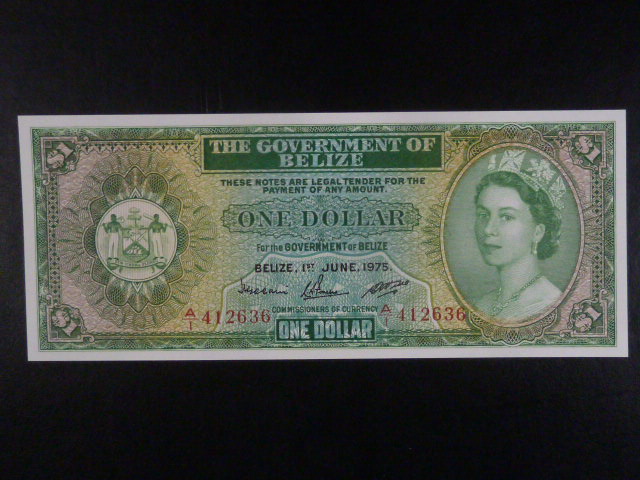 $1 $1
THE GOVERNMENT OF
BELIZE
THESE NOTES ARE LEGAL TENDER FOR THE
PAYMENT OF ANY AMOUNT.
ONE DOLLAR
For the GOVERNMENT of BELIZE
BELIZE, 1ST JUNE, 1975.
COMMISSIONERS OF CURRENCY
A/1 412636 A/1 412636
$1 ONE DOLLAR $1